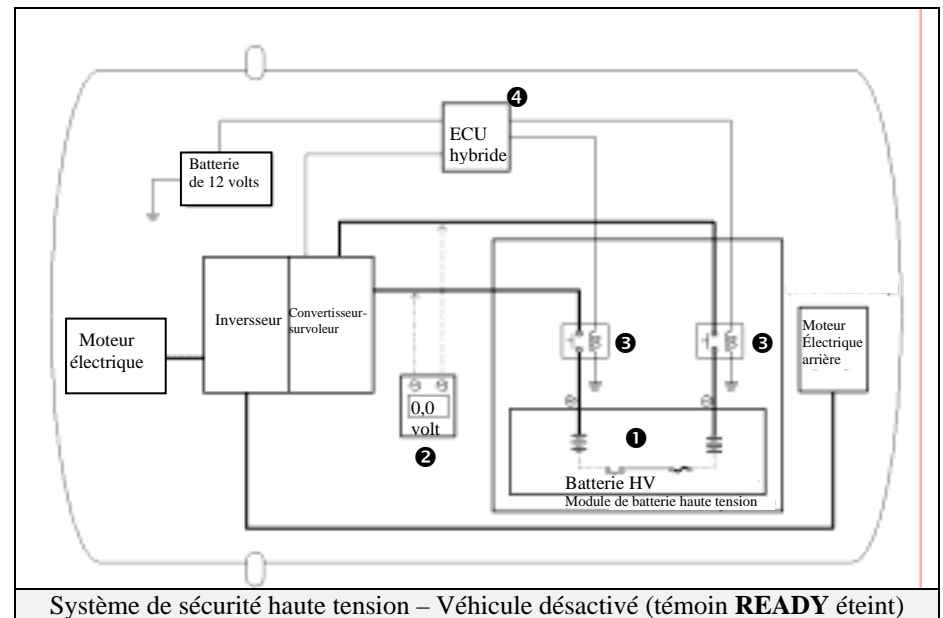 ❹
ECU
hybride
Batterie
de 12 volts
Inversseur
Convertisseur-
survoleur
Moteur
électrique
Moteur
Électrique
arrière
❸
❸
0,0
volt
❷
❶
Batterie HV
Module de batterie haute tension
Système de sécurité haute tension – Véhicule désactivé (témoin READY éteint)